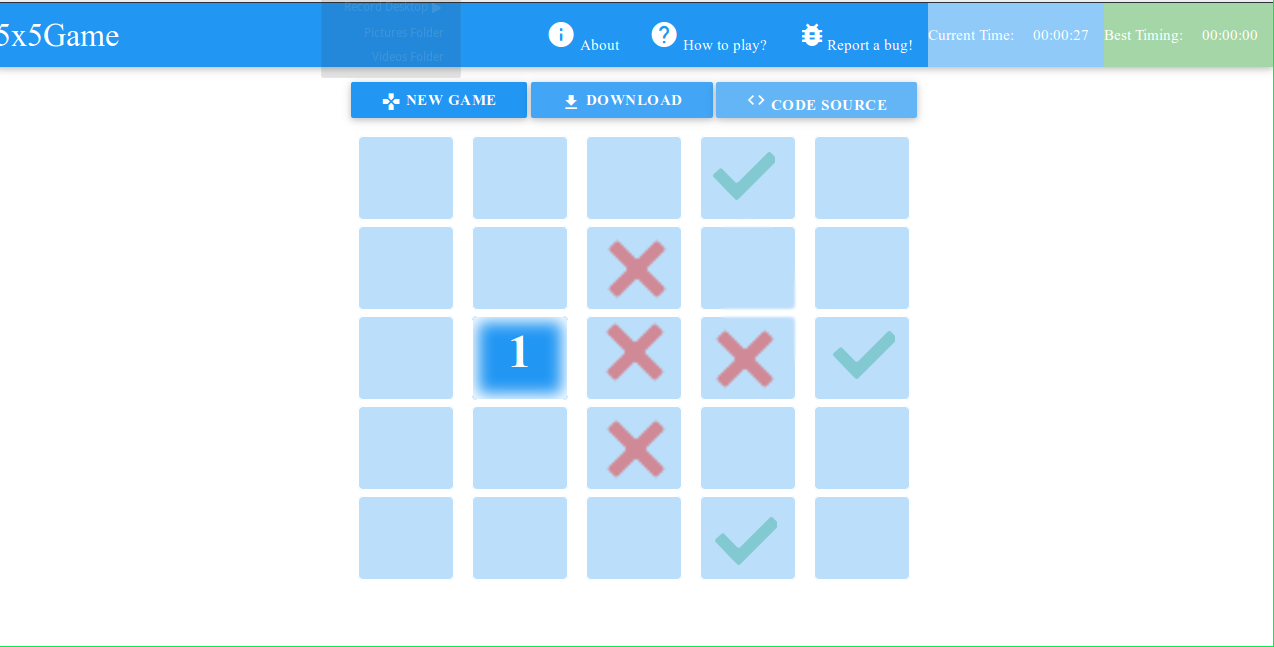 Record Desktop
5x5Game
Pictures Folder
Videos Folder
About
How to play?
Report a bug!
Current Time: 00:00:27
Best Timing: 00:00:00
NEW GAME
DOWNLOAD
CODE SOURCE
1